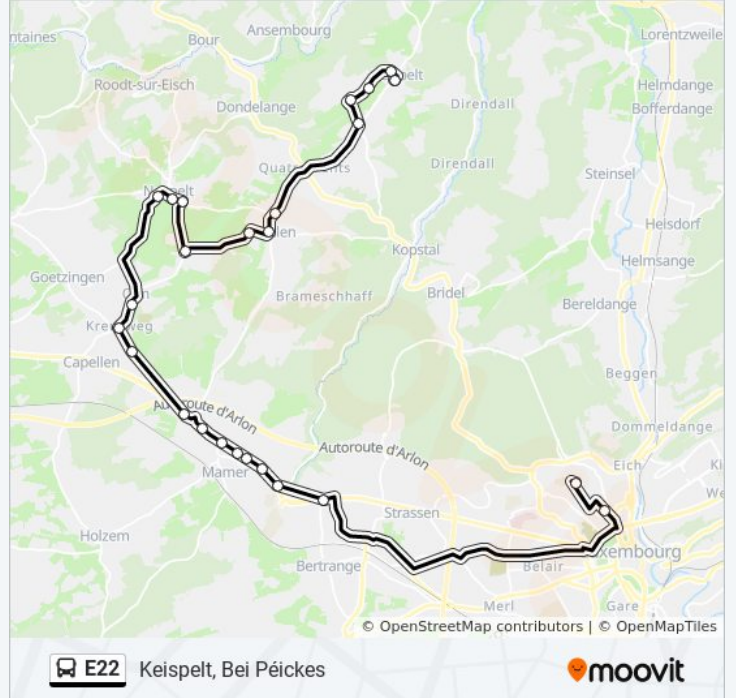 Ansembourg
Lorentzweile
ntaines
Bour
Roodt-sur-Eisch
pelt
Helmdange
Dondelange
Direndall
Bofferdange
Direndall
Steinsel
Heisdorf
Kopstal
Helmsange
Goetzingen
Brameschhaff
Bridel
Bereldange
Capellen
Beggen
Autoroute d'Arlon
Dommeldange
Autoroute d'Arlon
Eich
Ki
Mamer
We
Strassen
Holzem
xembourg
Bertrange
Belair
Merl
Gare
© OpenStreetMap contributors | © OpenMapTiles
E22 Keispelt, Bei Péickes
moovit